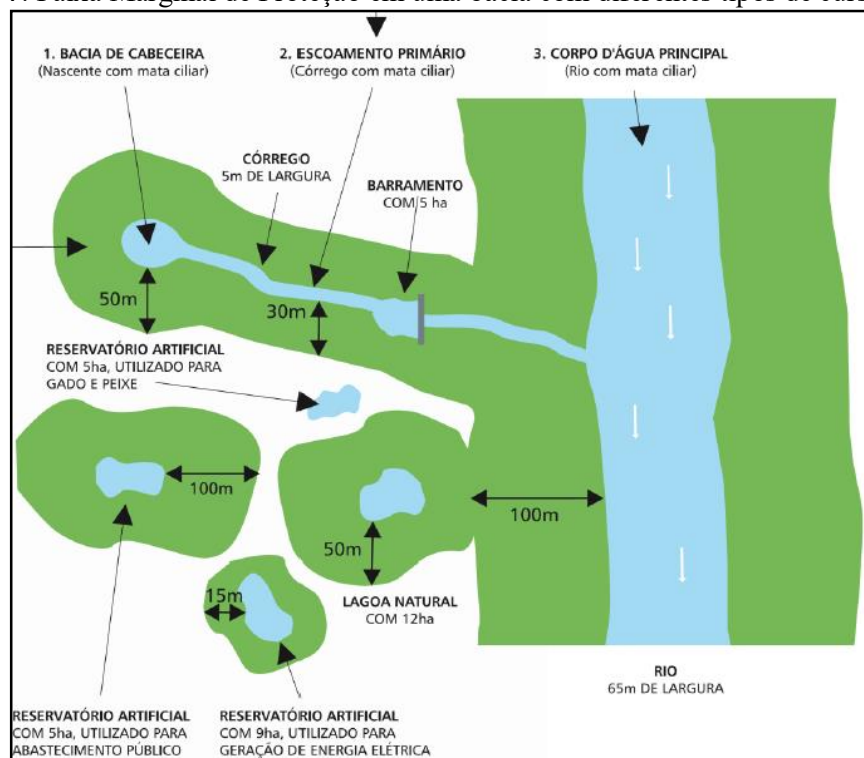 1. BACIA DE CABECEIRA
(Nascente com mata ciliar)
2. ESCOAMENTO PRIMÁRIO
(Córrego com mata ciliar)
3. CORPO D'ÁGUA PRINCIPAL
(Rio com mata ciliar)
CÓRREGO
5m DE LARGURA
BARRAMENTO
COM 5 ha
50m
30m
RESERVATÓRIO ARTIFICIAL
COM 5ha, UTILIZADO PARA
GADO E PEIXE
100m
50m
100m
15m
LAGOA NATURAL
COM 12ha
RIO
65m DE LARGURA
RESERVATÓRIO ARTIFICIAL
COM 5ha, UTILIZADO PARA
ABASTECIMENTO PÚBLICO
RESERVATÓRIO ARTIFICIAL
COM 9ha, UTILIZADO PARA
GERAÇÃO DE ENERGIA ELÉTRICA